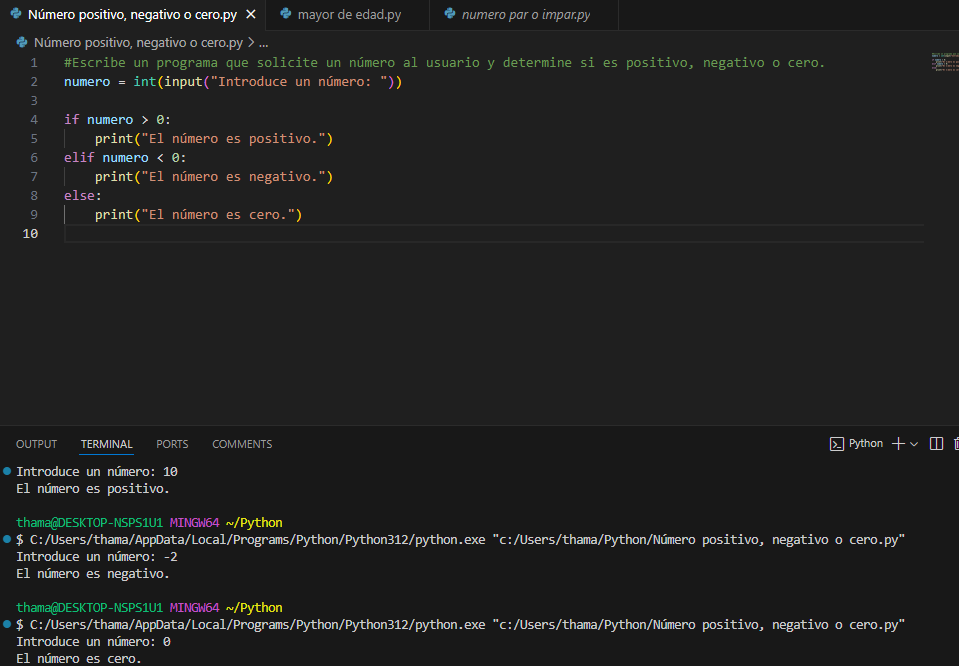 Número positivo, negativo o cero.py
mayor de edad.py
numero par o impar.py
Número positivo, negativo o cero.py > ...
1 #Escribe un programa que solicite un número al usuario y determine si es positivo, negativo o cero.
2 numero = int(input("Introduce un número: "))
3
4 if numero > 0:
5     print("El número es positivo.")
6 elif numero < 0:
7     print("El número es negativo.")
8 else:
9     print("El número es cero.")
10
OUTPUT TERMINAL PORTS COMMENTS Python
Introduce un número: 10
El número es positivo.
thama@DESKTOP-NSPS1U1 MINGW64 ~/Python
$ C:/Users/thama/AppData/Local/Programs/Python/Python312/python.exe "c:/Users/thama/Python/Número positivo, negativo o cero.py"
Introduce un número: -2
El número es negativo.
thama@DESKTOP-NSPS1U1 MINGW64 ~/Python
$ C:/Users/thama/AppData/Local/Programs/Python/Python312/python.exe "c:/Users/thama/Python/Número positivo, negativo o cero.py"
Introduce un número: 0
El número es cero.